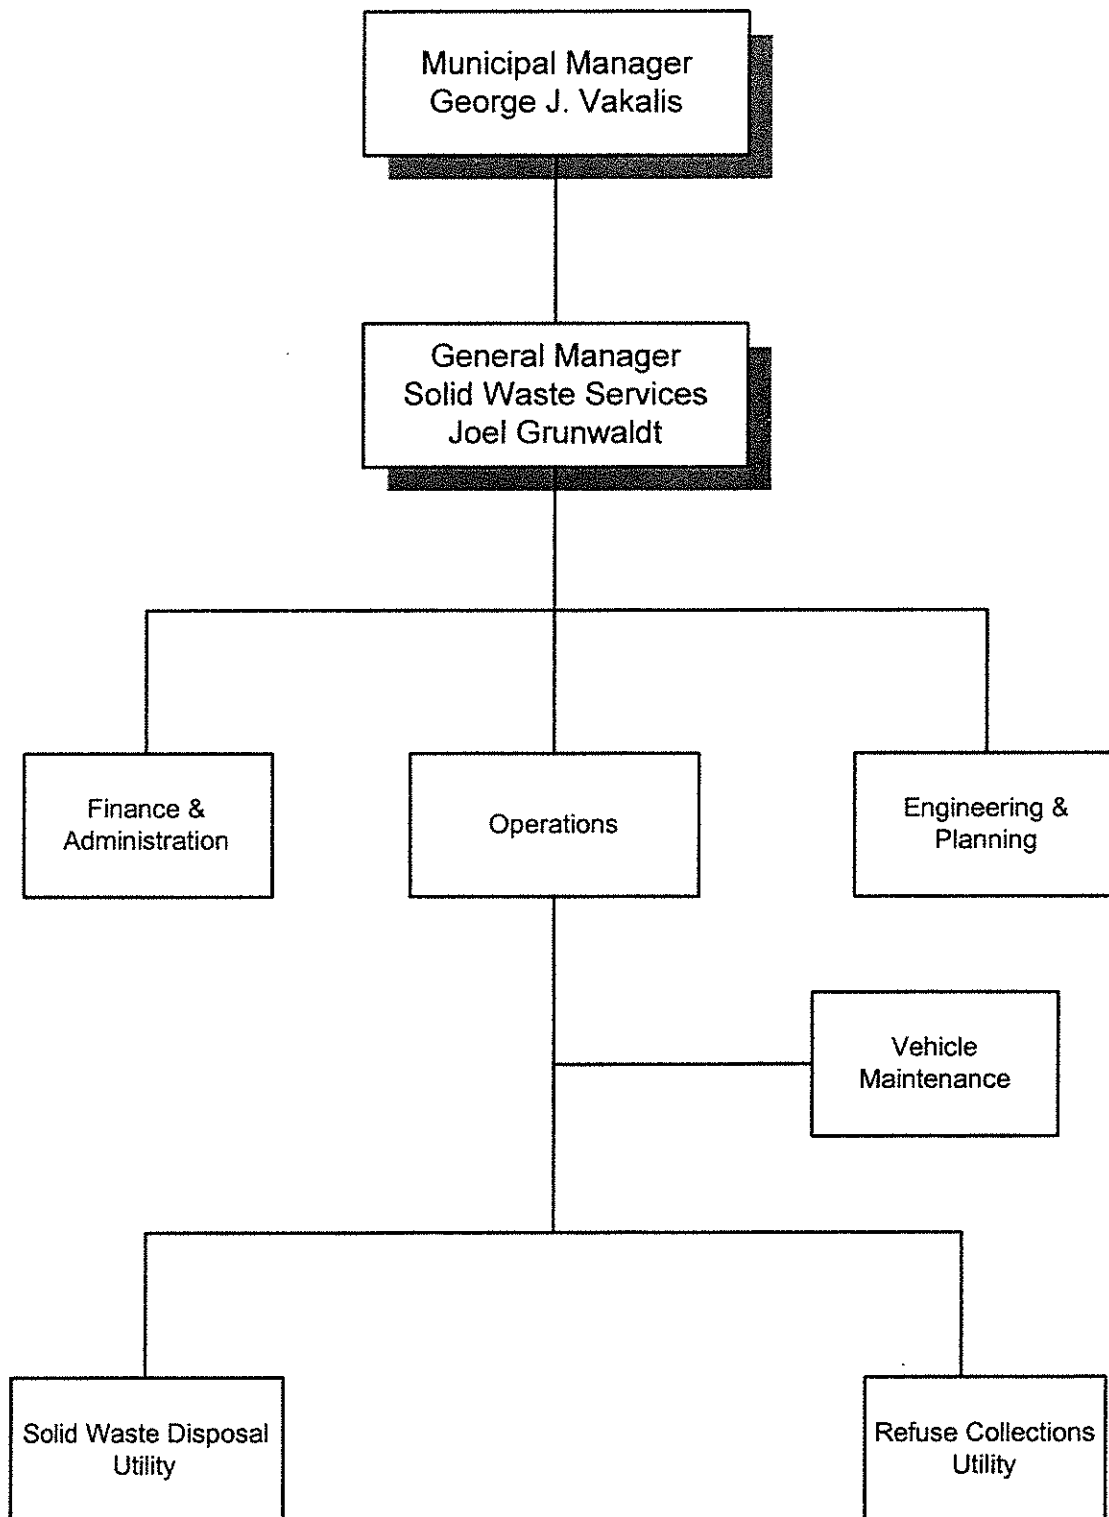 Municipal Manager
George J. Vakalis
General Manager
Solid Waste Services
Joel Grunwaldt
Finance &
Administration
Operations
Engineering &
Planning
Vehicle
Maintenance
Solid Waste Disposal
Utility
Refuse Collections
Utility